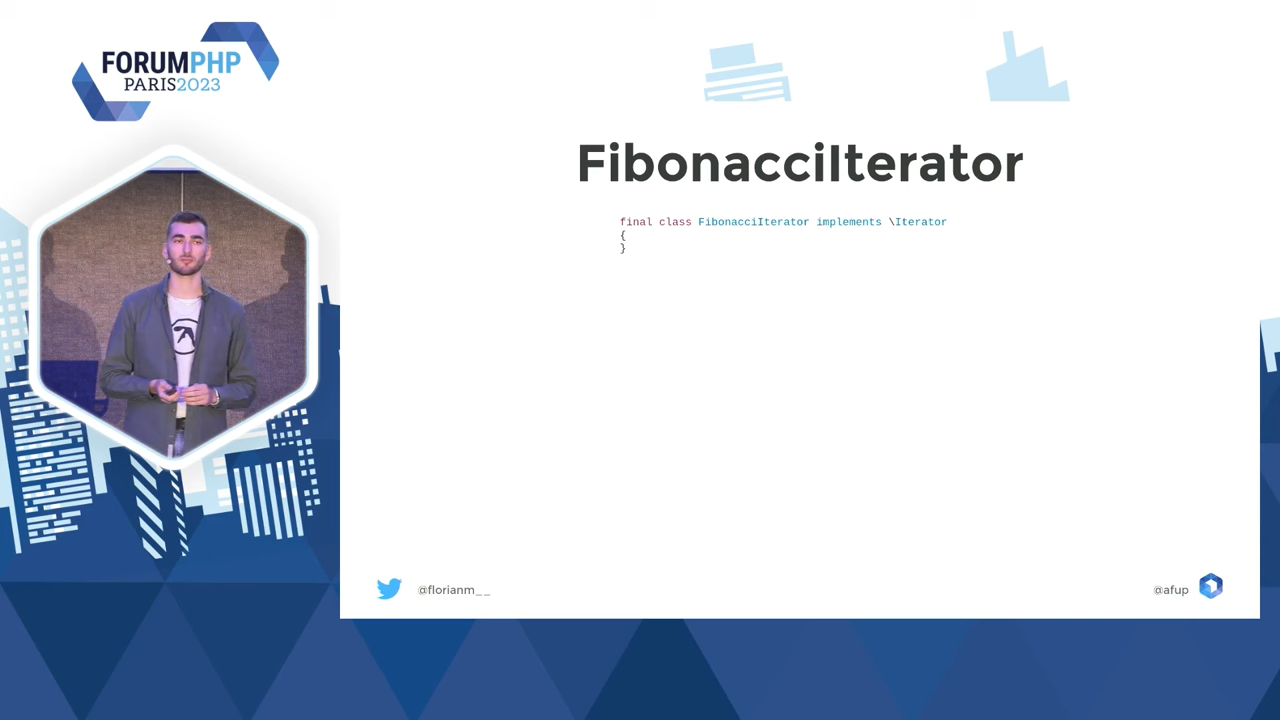 FORUMPHP
PARIS2023
FibonacciIterator
final class FibonacciIterator implements \Iterator
{
}
@florianm__
@afup